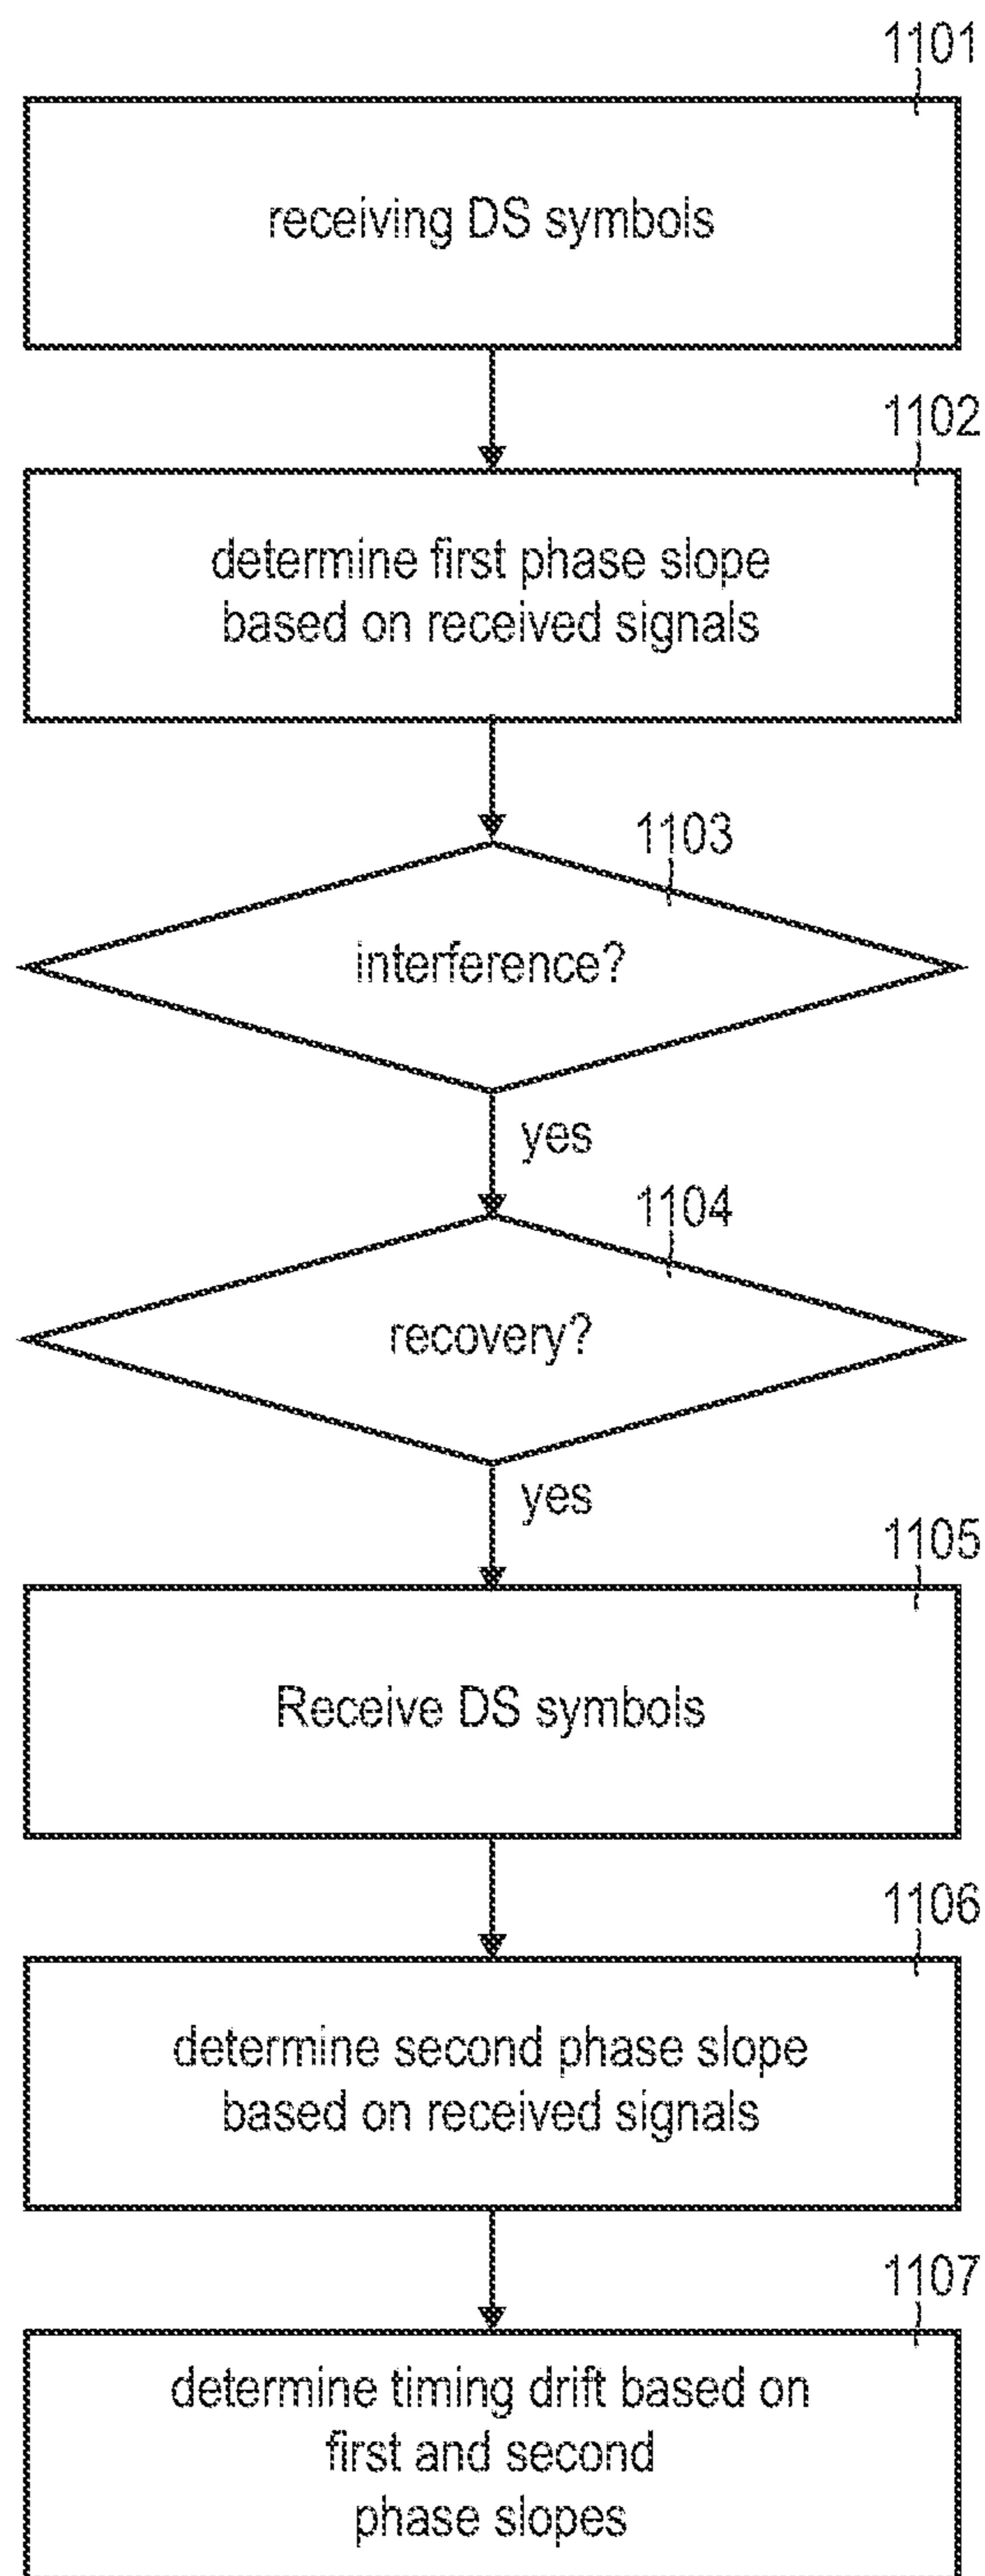 1101
receiving DS symbols
1102
determine first phase slope
based on received signals
1103
interference?
yes
1104
recovery?
yes
1105
Receive DS symbols
1106
determine second phase slope
based on received signals
1107
determine timing drift based on
first and second
phase slopes